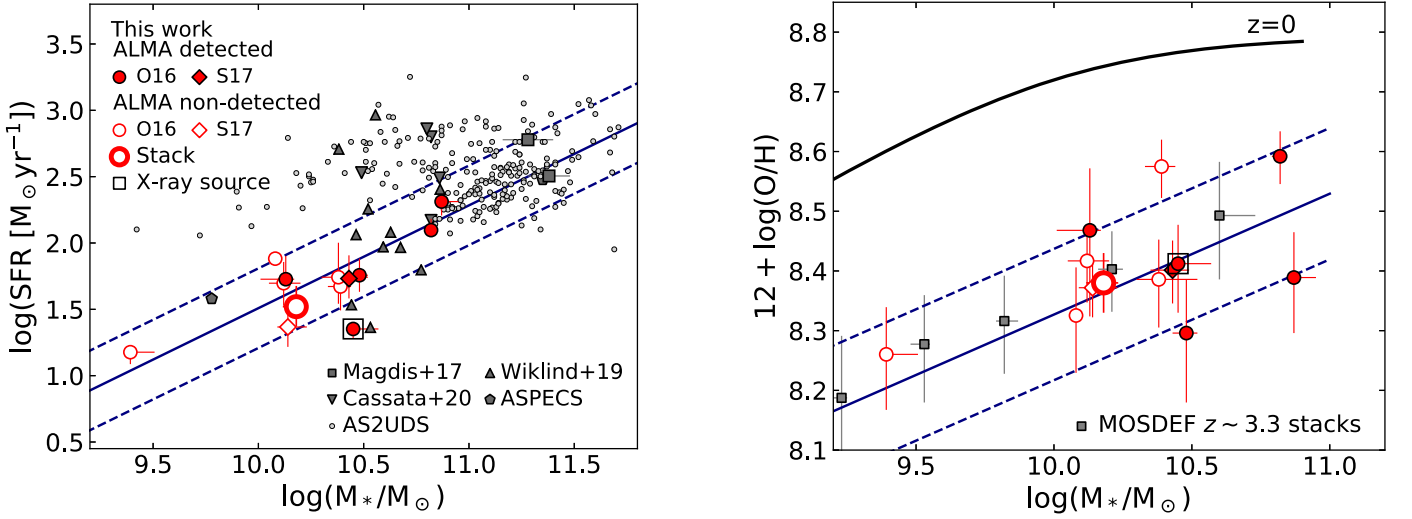 This work
ALMA detected
O16 S17
ALMA non-detected
O16 S17
Stack
X-ray source
Magdis+17 Wiklind+19
Cassata+20 ASPECS
AS2UDS
log(SFR [M⊙yr⁻¹])
3.5
3.0
2.5
2.0
1.5
1.0
0.5
9.5 10.0 10.5 11.0 11.5
log(M∗/M⊙)
z=0
12 + log(O/H)
8.8
8.7
8.6
8.5
8.4
8.3
8.2
8.1
MOSDEF z ~ 3.3 stacks
9.5 10.0 10.5 11.0
log(M∗/M⊙)